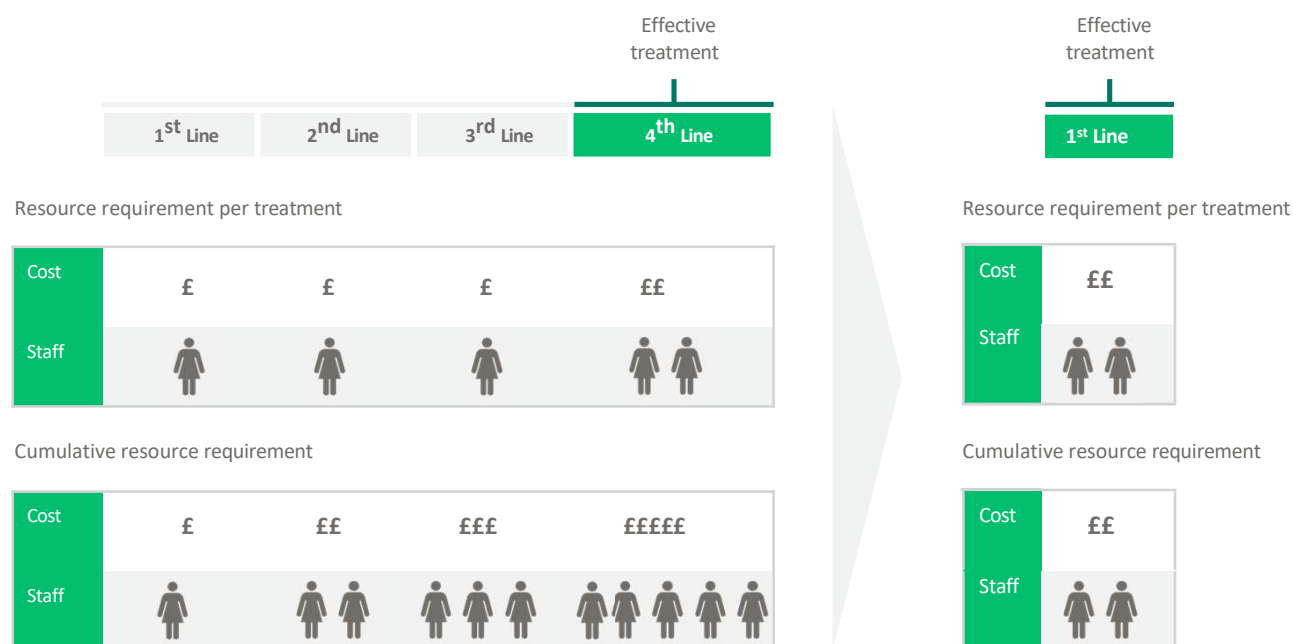 Effective
treatment
1st Line 2nd Line 3rd Line 4th Line
Resource requirement per treatment
Cost £ £ £ ££
Staff
Cumulative resource requirement
Cost £ ££ £££ £££££
Staff
Effective
treatment
1st Line
Resource requirement per treatment
Cost ££
Staff
Cumulative resource requirement
Cost ££
Staff